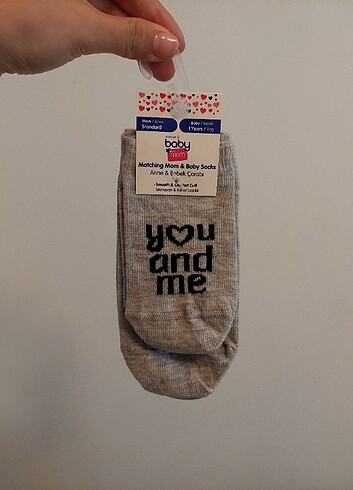 Mom / Anne
Standard
Baby / Bebek
1 Years / Yaş
baby
mom
Matching Mom & Baby Socks
Anne & Bebek Çorabı
you
and
me